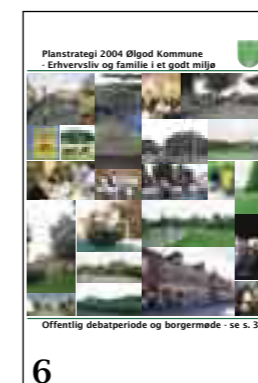 Planstrategi 2004 Ølgod Kommune
- Erhvervsliv og familie i et godt miljø
Offentlig debatperiode og borgermøde - se s. 3
6